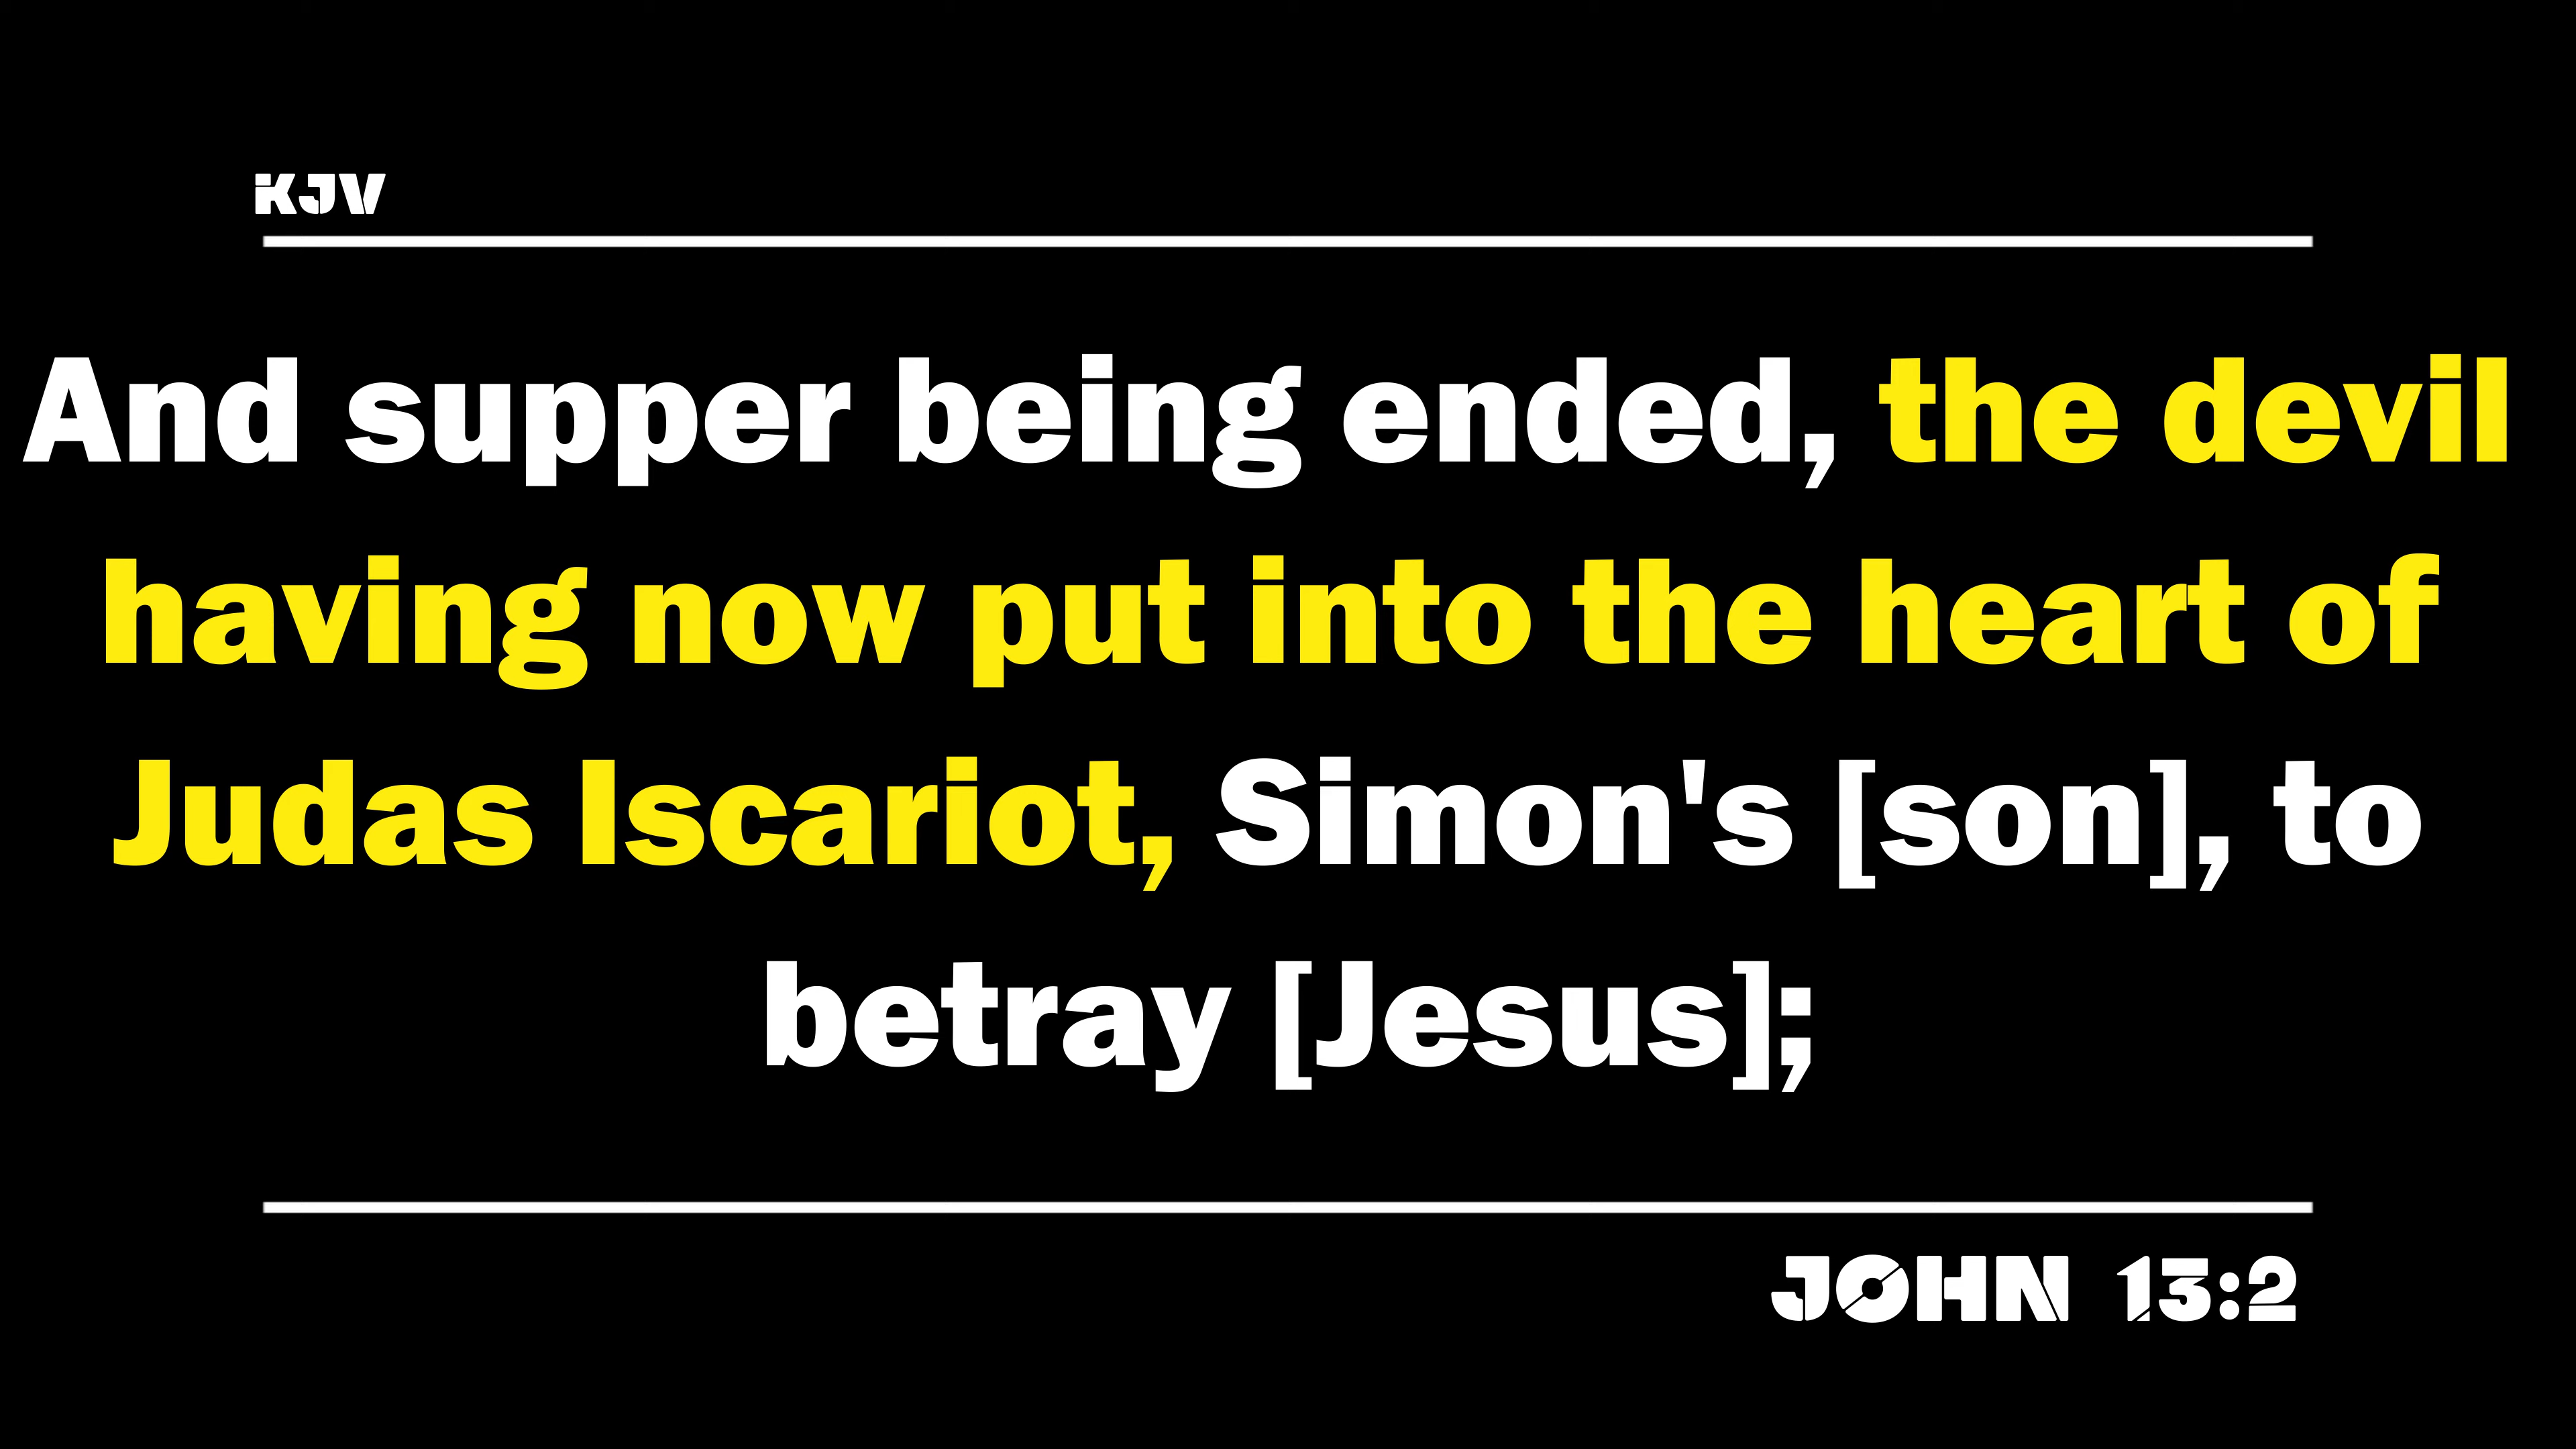 KJV
And supper being ended, the devil
having now put into the heart of
Judas Iscariot, Simon's [son], to
betray [Jesus];
JOHN 13:2